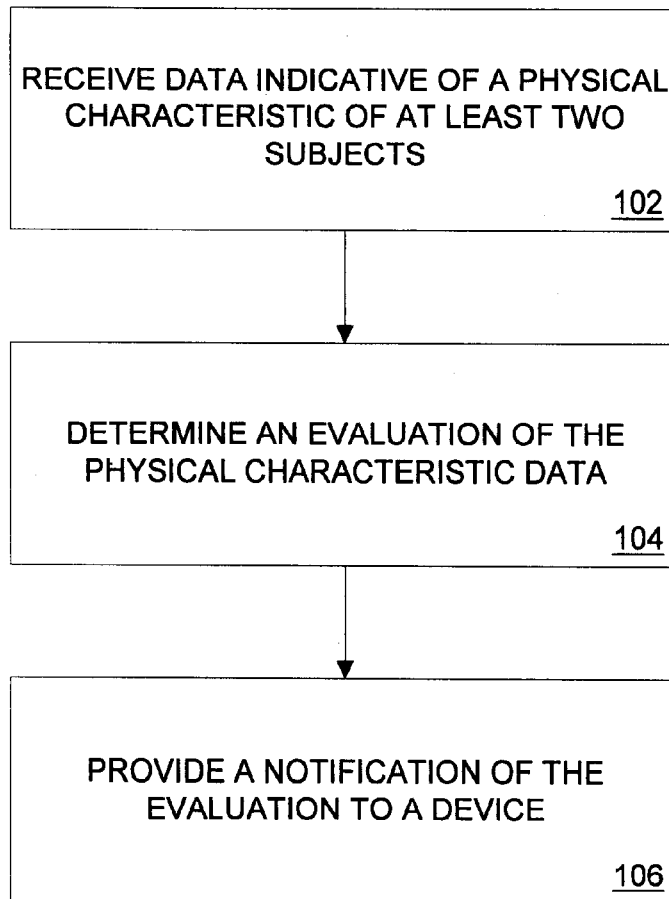 RECEIVE DATA INDICATIVE OF A PHYSICAL
CHARACTERISTIC OF AT LEAST TWO
SUBJECTS
102
DETERMINE AN EVALUATION OF THE
PHYSICAL CHARACTERISTIC DATA
104
PROVIDE A NOTIFICATION OF THE
EVALUATION TO A DEVICE
106